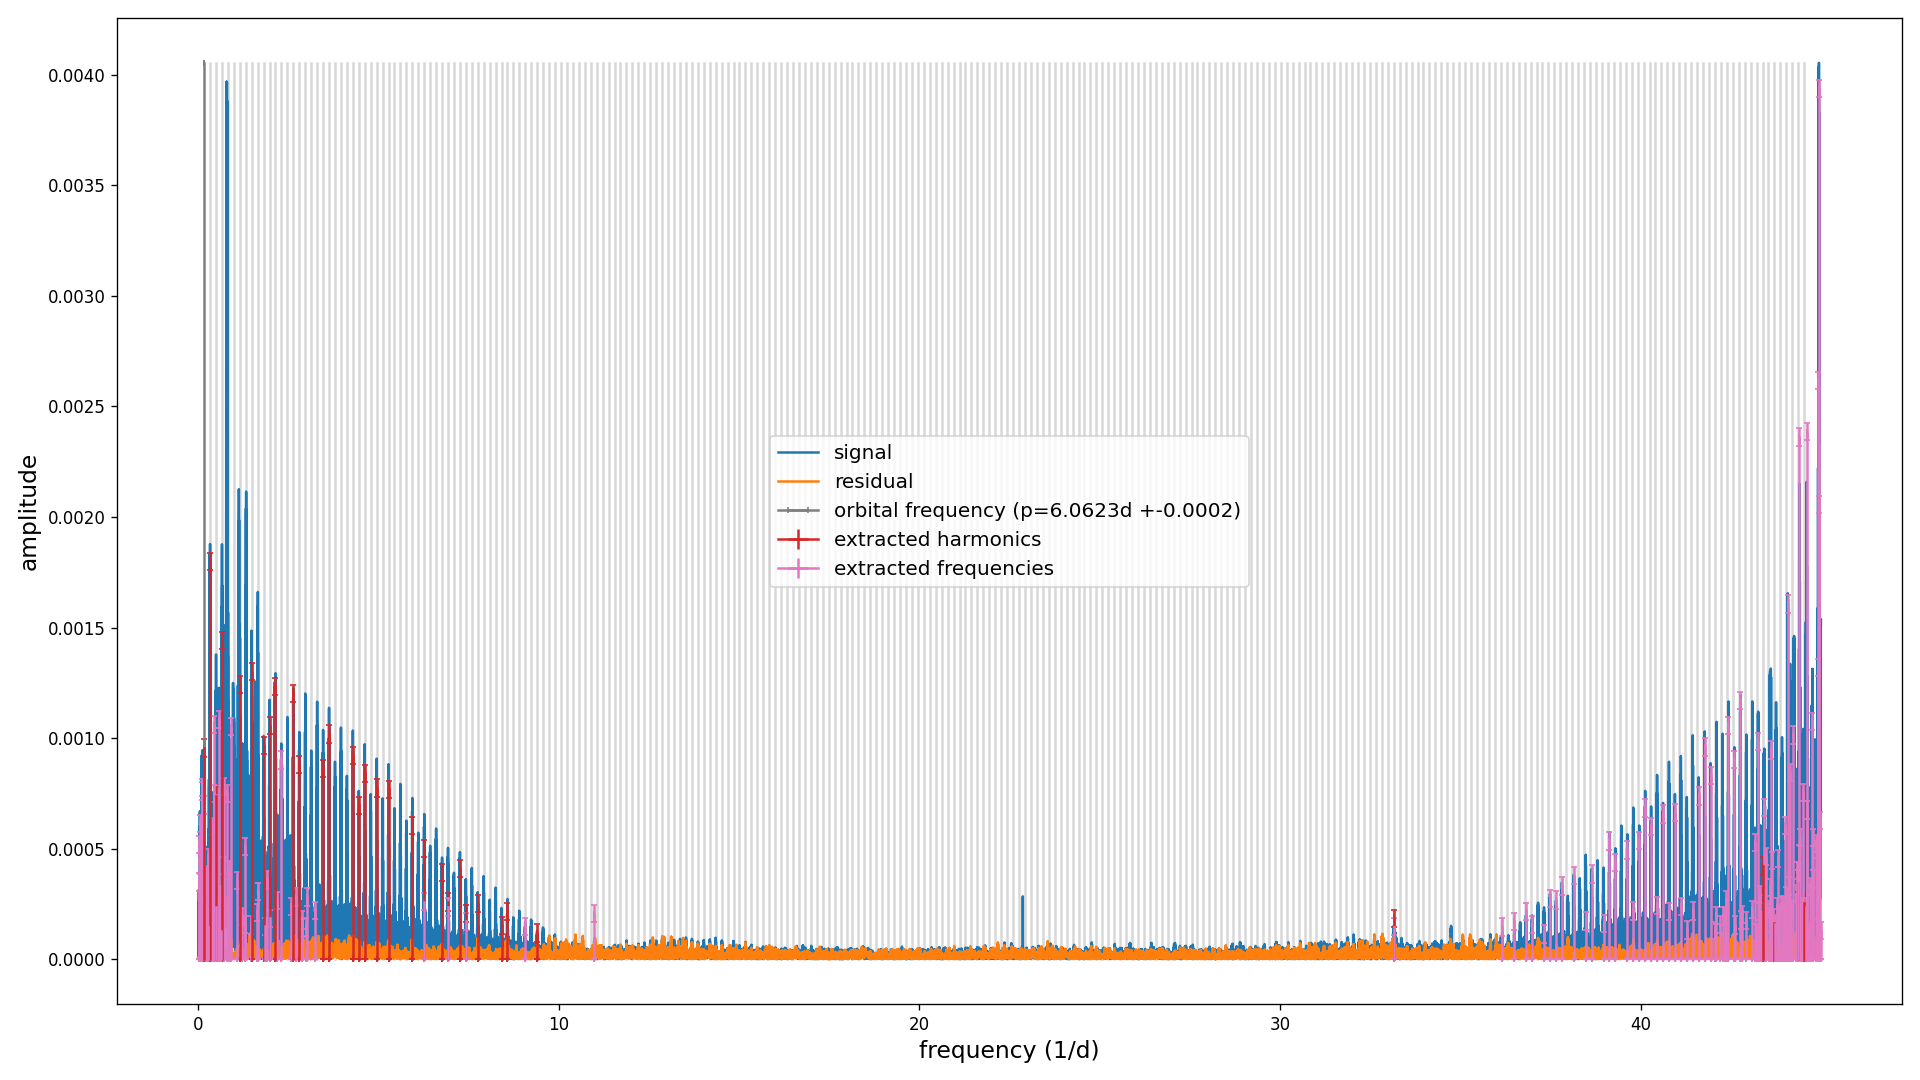 0.0040
0.0035
0.0030
0.0025
0.0020
0.0015
0.0010
0.0005
0.0000
amplitude
signal
residual
orbital frequency (p=6.0623d +-0.0002)
extracted harmonics
extracted frequencies
0 10 20 30 40
frequency (1/d)